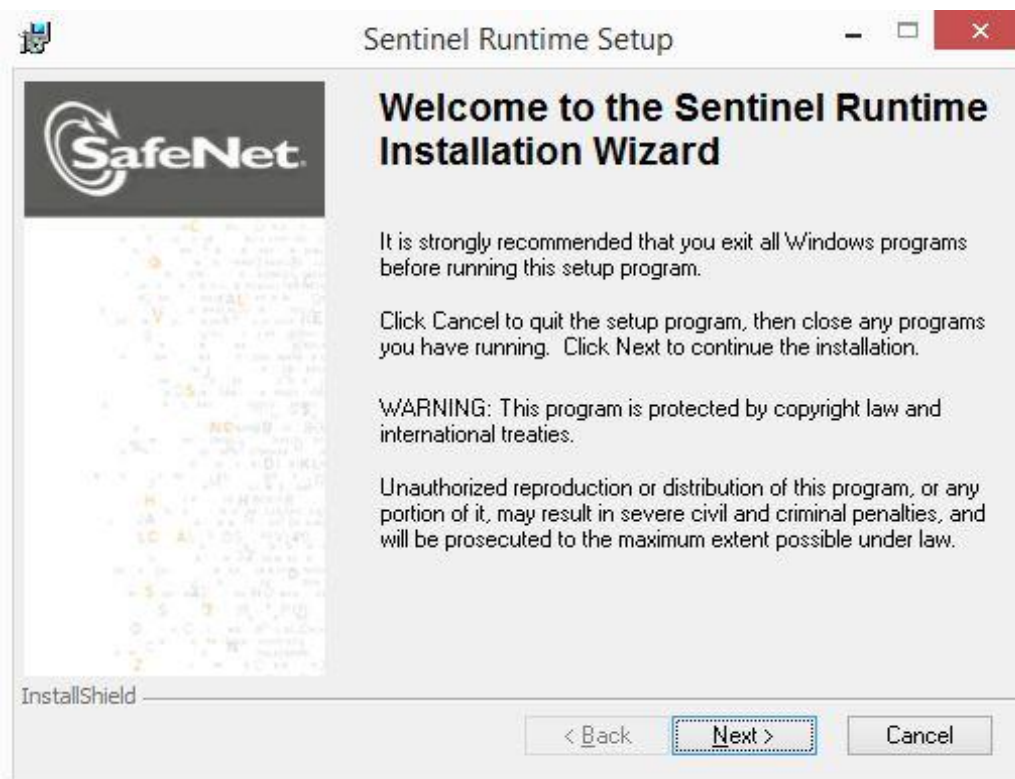 Sentinel Runtime Setup
SafeNet.
Welcome to the Sentinel Runtime
Installation Wizard
It is strongly recommended that you exit all Windows programs
before running this setup program.
Click Cancel to quit the setup program, then close any programs
you have running. Click Next to continue the installation.
WARNING: This program is protected by copyright law and
international treaties.
Unauthorized reproduction or distribution of this program, or any
portion of it, may result in severe civil and criminal penalties, and
will be prosecuted to the maximum extent possible under law.
InstallShield
< Back
Next >
Cancel